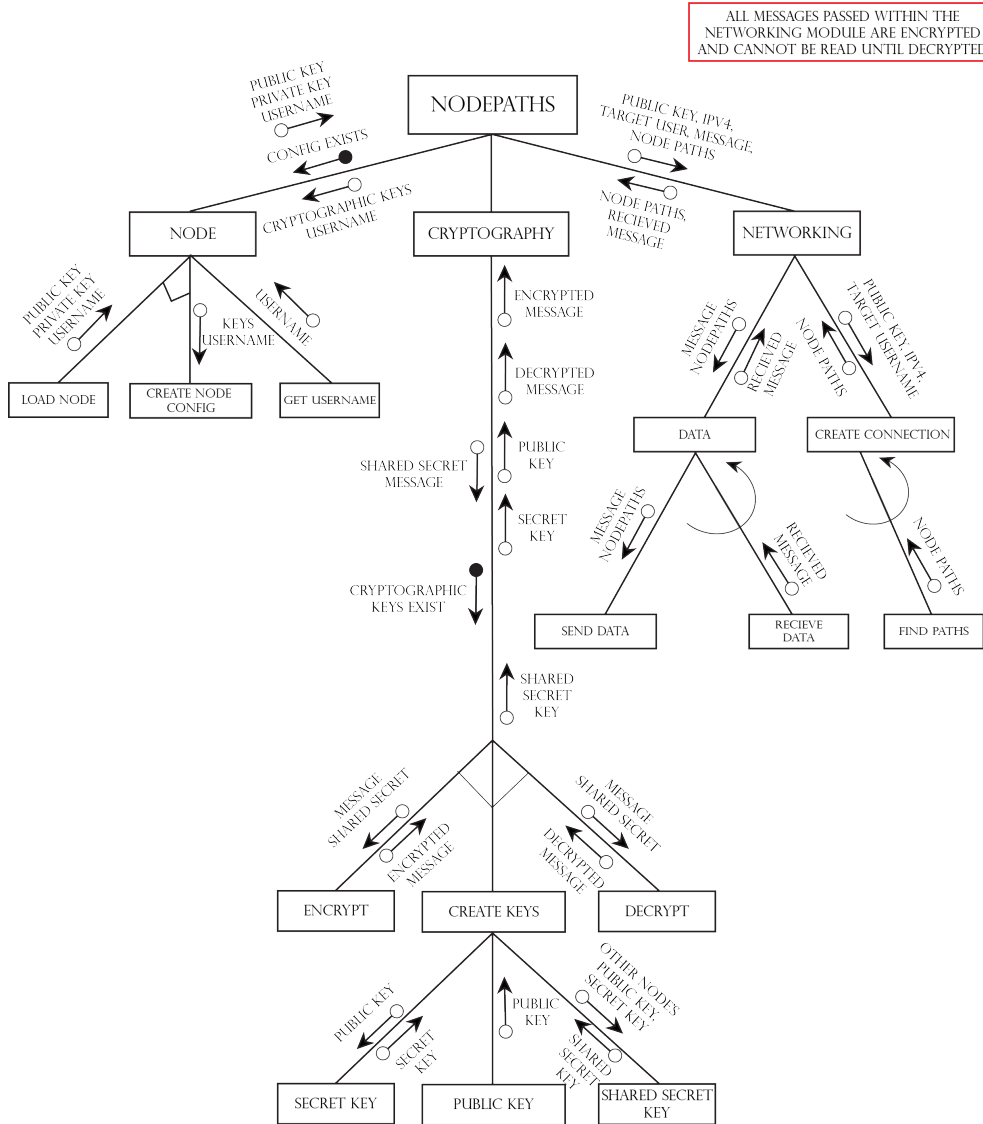 ALL MESSAGES PASSED WITHIN THE
NETWORKING MODULE ARE ENCRYPTED
AND CANNOT BE READ UNTIL DECRYPTED
NODEPATHS
PUBLIC KEY
PRIVATE KEY
USERNAME
CONFIG EXISTS
CRYPTOGRAPHIC KEYS
USERNAME
PUBLIC KEY, IPV4,
TARGET USER, MESSAGE,
NODE PATHS
NODE PATHS,
RECIEVED
MESSAGE
NODE
CRYPTOGRAPHY
NETWORKING
PUBLIC KEY
PRIVATE KEY
USERNAME
KEYS
USERNAME
USERNAME
LOAD NODE
CREATE NODE
CONFIG
GET USERNAME
ENCRYPTED
MESSAGE
DECRYPTED
MESSAGE
PUBLIC
KEY
SHARED SECRET
MESSAGE
SECRET
KEY
CRYPTOGRAPHIC
KEYS EXIST
SHARED
SECRET
KEY
MESSAGE
NODEPATHS
RECIEVED
MESSAGE
NODE PATHS
PUBLIC KEY, IPV4,
TARGET USERNAME
DATA
CREATE CONNECTION
MESSAGE
NODEPATHS
RECIEVED
MESSAGE
NODE PATHS
SEND DATA
RECIEVE
DATA
FIND PATHS
MESSAGE
SHARED SECRET
ENCRYPTED
MESSAGE
MESSAGE
SHARED SECRET
DECRYPTED
MESSAGE
ENCRYPT
CREATE KEYS
DECRYPT
PUBLIC KEY
SECRET
KEY
PUBLIC
KEY
OTHER NODES
PUBLIC KEY,
SECRET KEY
SHARED
SECRET
KEY
SECRET KEY
PUBLIC KEY
SHARED SECRET
KEY